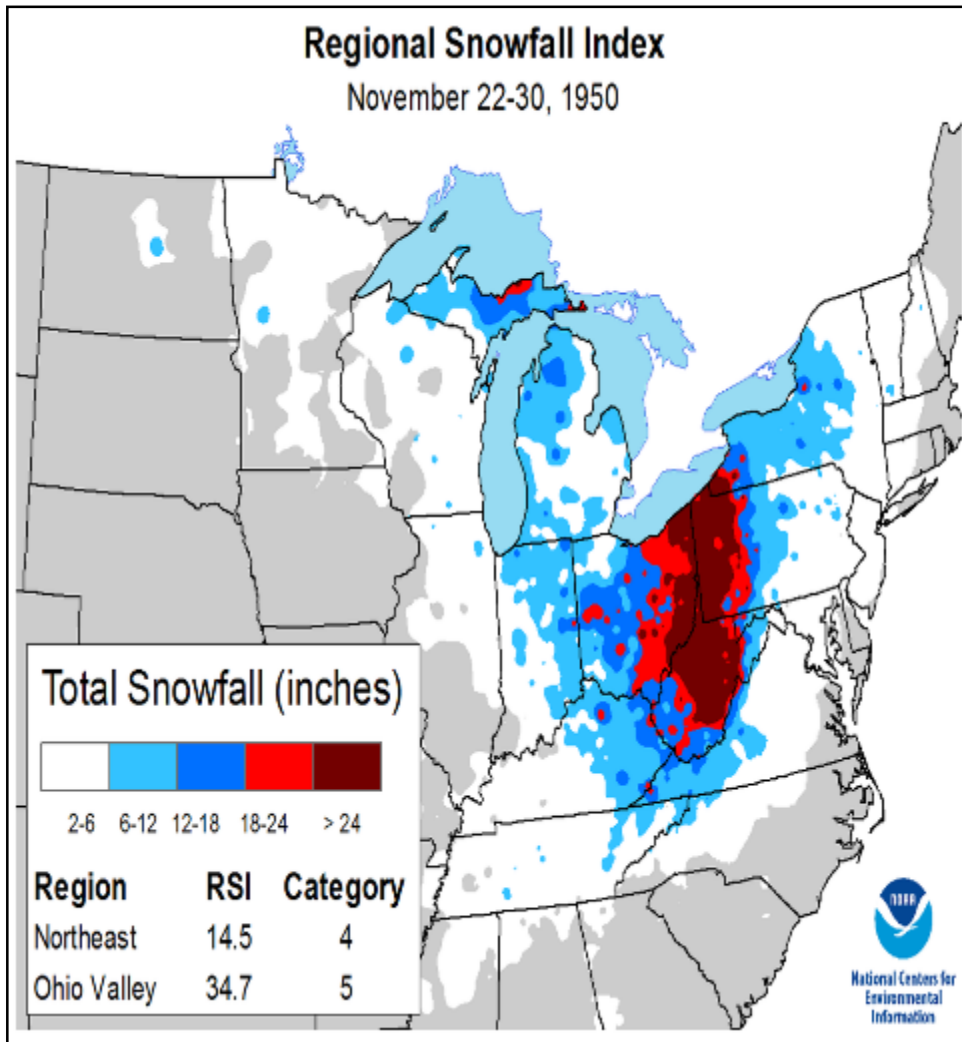 Regional Snowfall Index
November 22-30, 1950
Total Snowfall (inches)
2-6 6-12 12-18 18-24 > 24
Region RSI Category
Northeast 14.5 4
Ohio Valley 34.7 5
NOAA
National Centers for
Environmental
Information